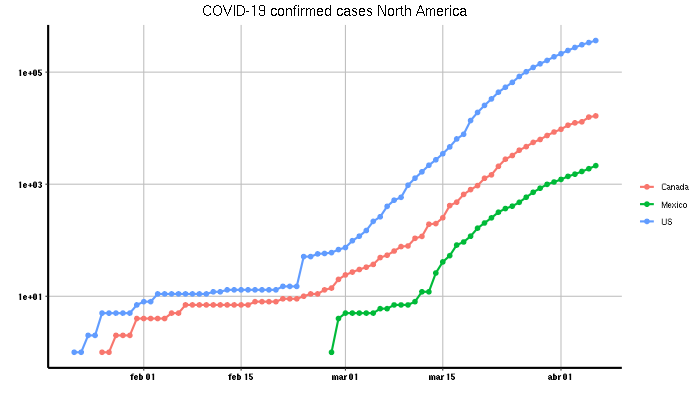 COVID-19 confirmed cases North America
1e+05
1e+03
1e+01
feb 01
feb 15
mar 01
mar 15
abr 01
Canada
Mexico
US